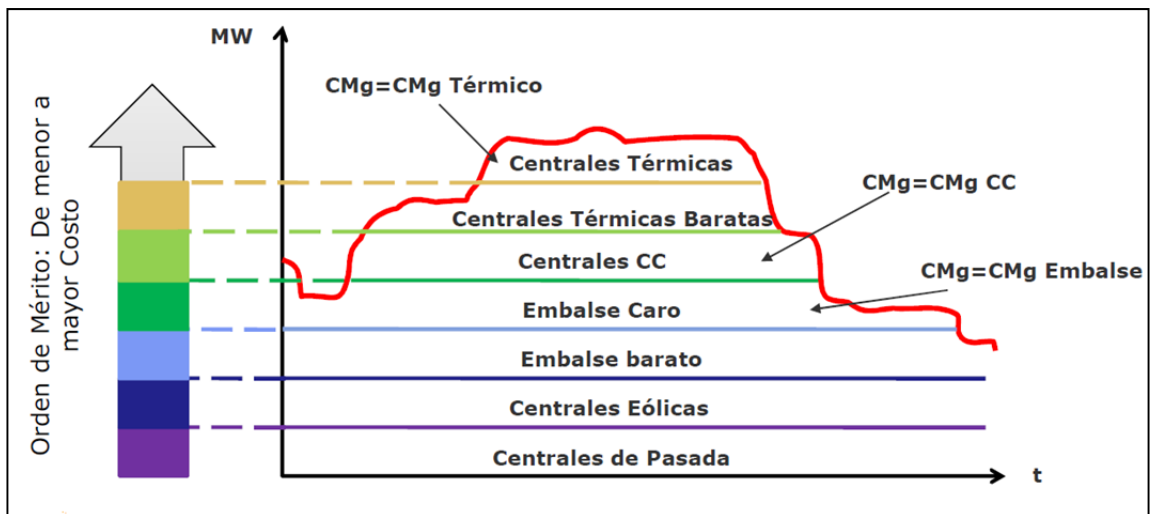 MW
CMg=CMg Térmico
Orden de Mérito: De menor a
mayor Costo
Centrales Térmicas
CMg=CMg CC
Centrales Térmicas Baratas
Centrales CC
CMg=CMg Embalse
Embalse Caro
Embalse barato
Centrales Eólicas
Centrales de Pasada
t